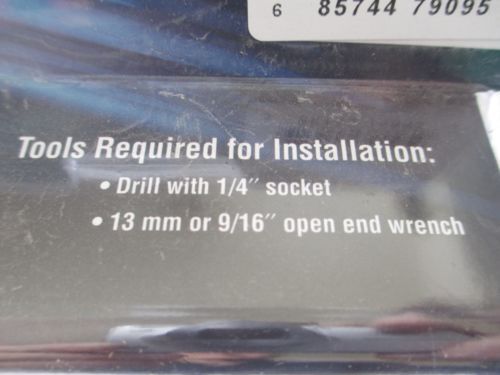 6 85744 79095
Tools Required for Installation:
• Drill with 1/4″ socket
• 13 mm or 9/16″ open end wrench